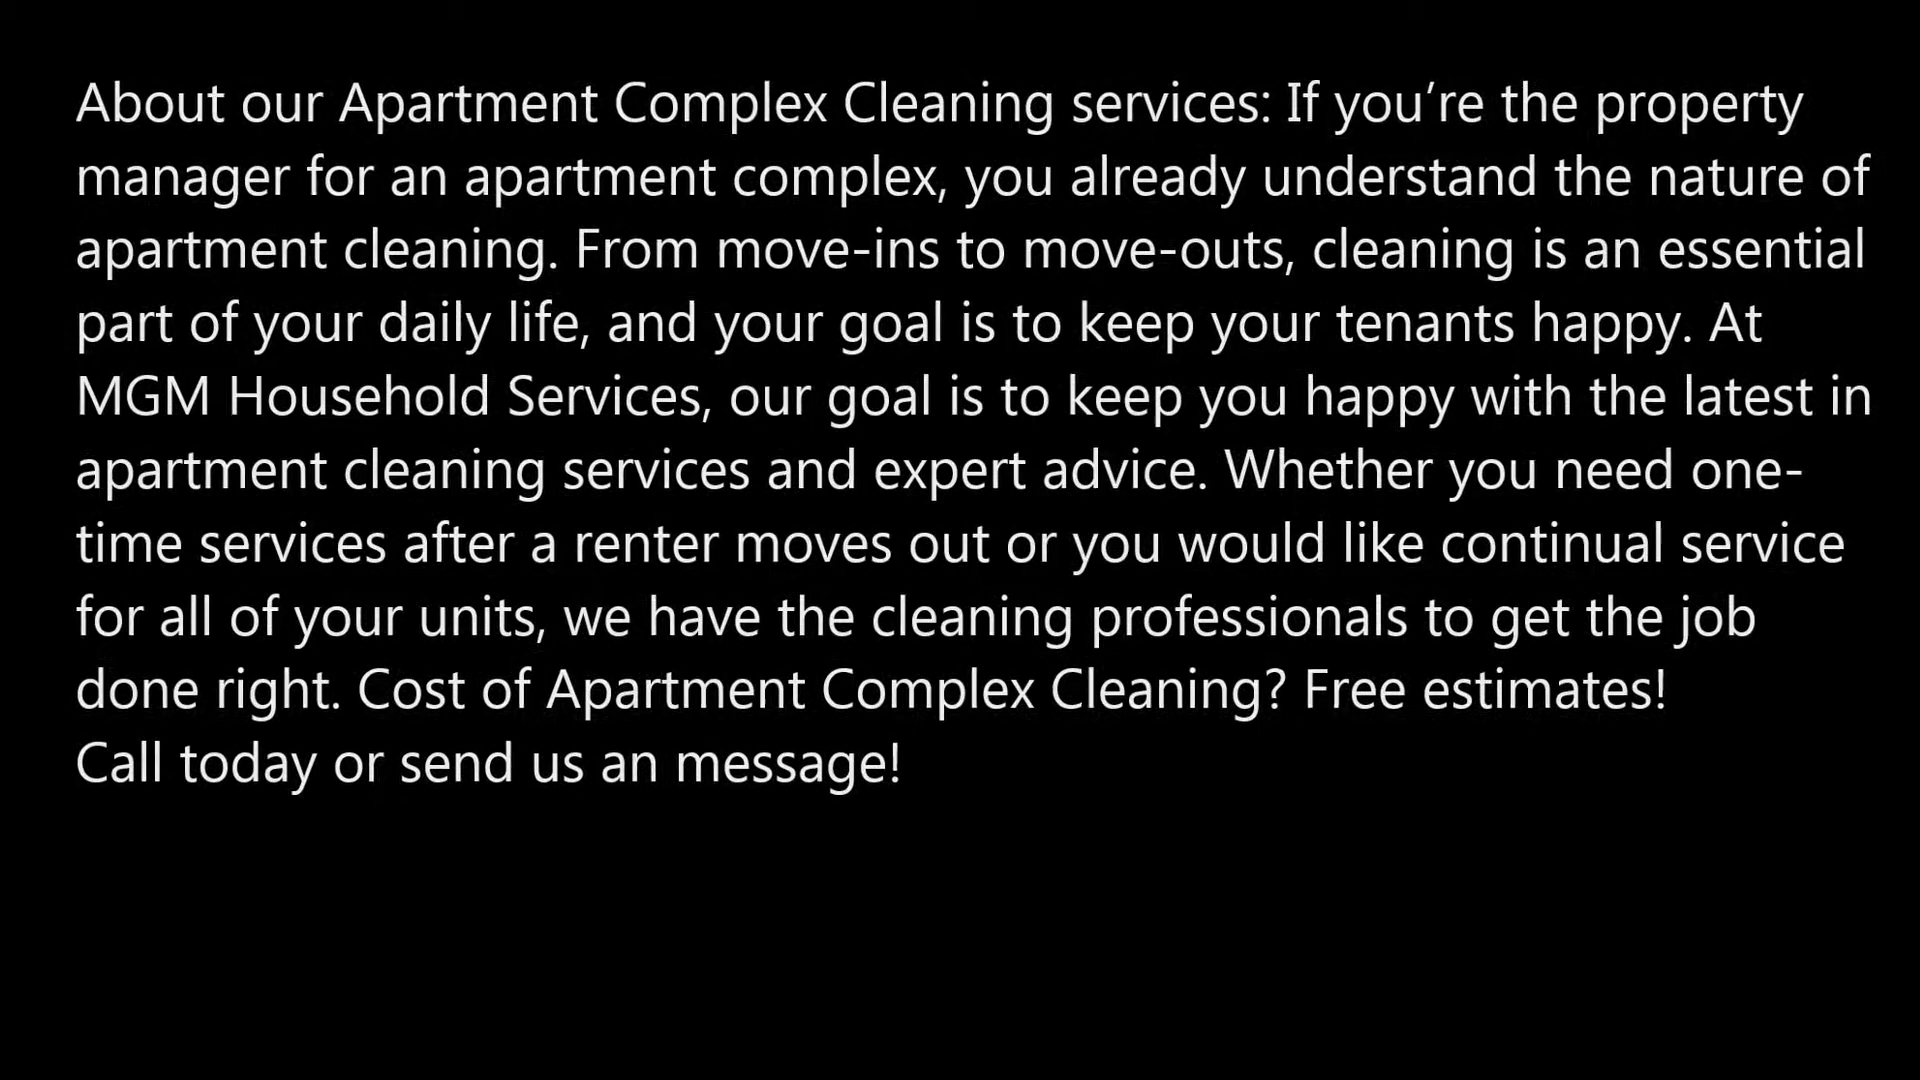 About our Apartment Complex Cleaning services: If you’re the property
manager for an apartment complex, you already understand the nature of
apartment cleaning. From move-ins to move-outs, cleaning is an essential
part of your daily life, and your goal is to keep your tenants happy. At
MGM Household Services, our goal is to keep you happy with the latest in
apartment cleaning services and expert advice. Whether you need one-
time services after a renter moves out or you would like continual service
for all of your units, we have the cleaning professionals to get the job
done right. Cost of Apartment Complex Cleaning? Free estimates!
Call today or send us an message!